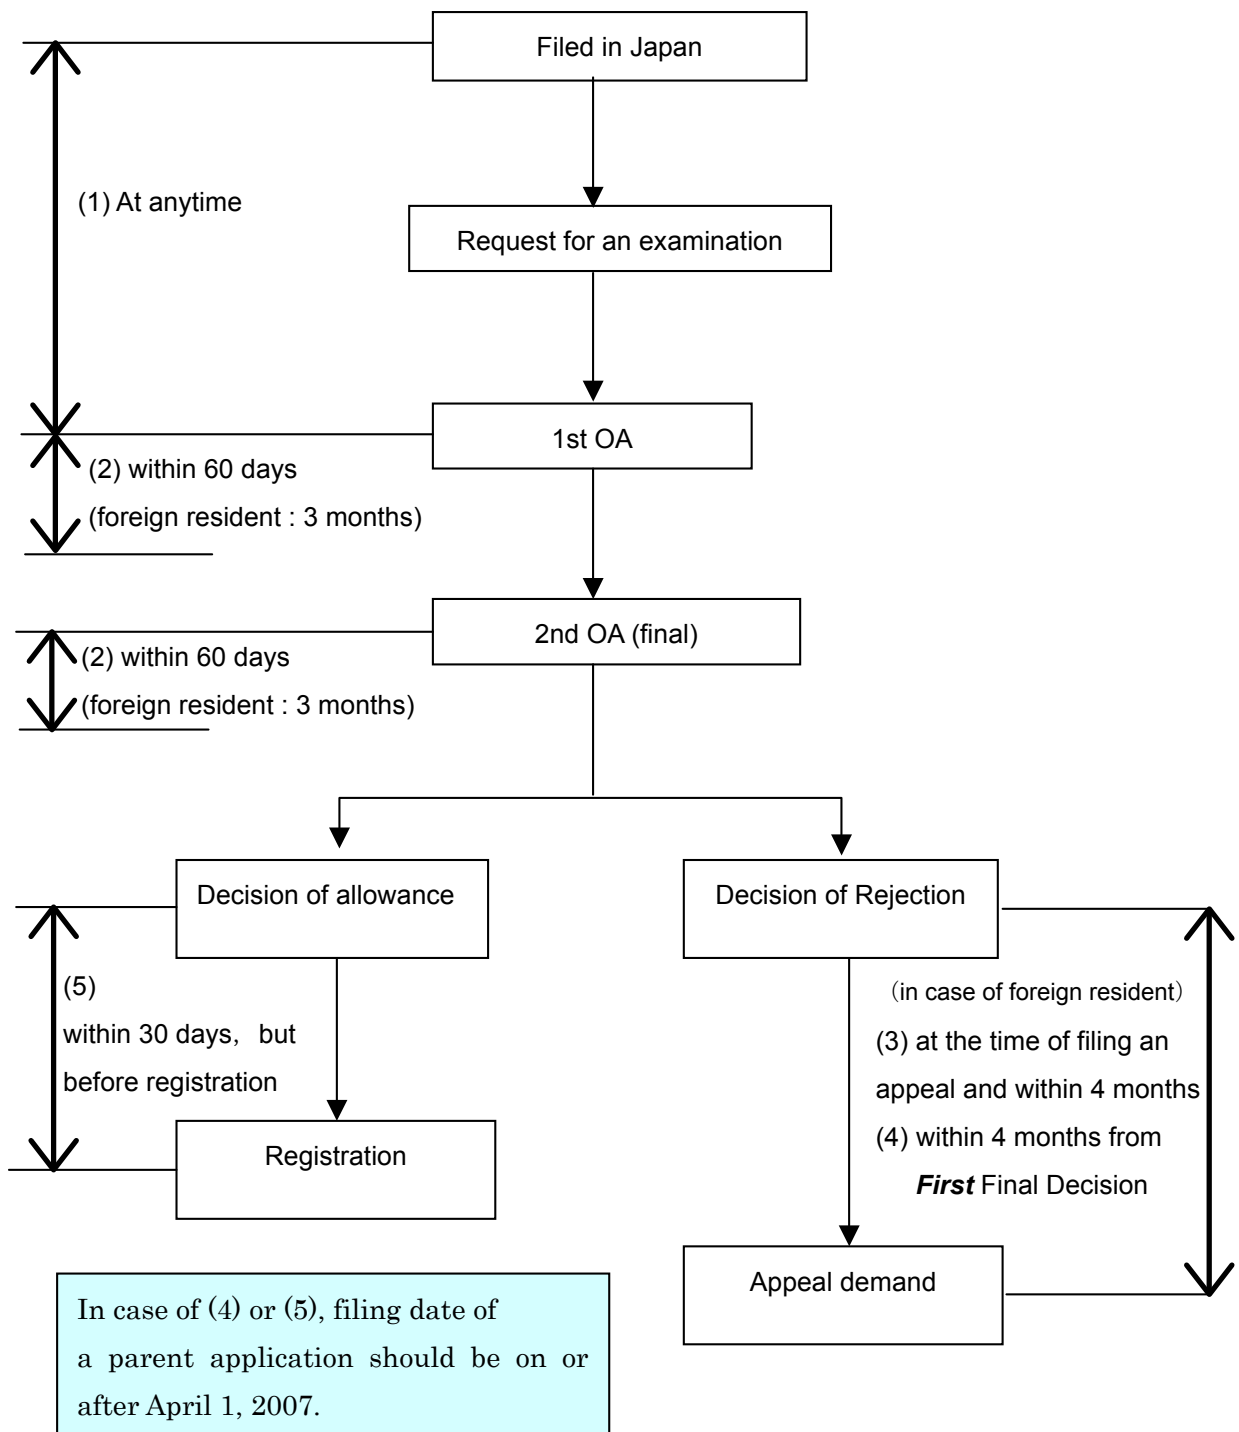 Filed in Japan
(1) At anytime
Request for an examination
1st OA
(2) within 60 days
(foreign resident : 3 months)
2nd OA (final)
(2) within 60 days
(foreign resident : 3 months)
Decision of allowance
Decision of Rejection
(5)
within 30 days, but
before registration
(in case of foreign resident)
(3) at the time of filing an
appeal and within 4 months
(4) within 4 months from
First Final Decision
Registration
Appeal demand
In case of (4) or (5), filing date of
a parent application should be on or
after April 1, 2007.